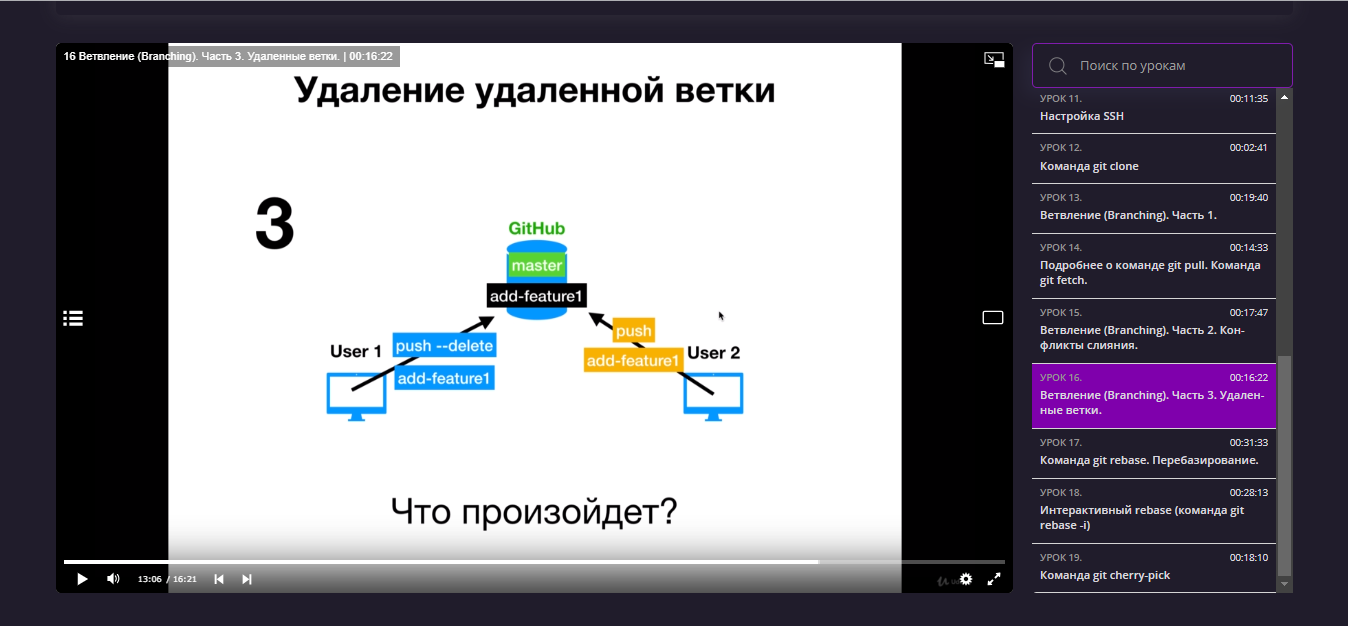 16 Ветвление (Branching). Часть 3. Удаленные ветки. | 00:16:22
Удаление удаленной ветки
3
GitHub
master
add-feature1
User 1
push --delete
add-feature1
push
add-feature1
User 2
Что произойдет?
13:06 / 16:21
Поиск по урокам
УРОК 11. 00:11:35
Настройка SSH
УРОК 12. 00:02:41
Команда git clone
УРОК 13. 00:19:40
Ветвление (Branching). Часть 1.
УРОК 14. 00:14:33
Подробнее о команде git pull. Команда
git fetch.
УРОК 15. 00:17:47
Ветвление (Branching). Часть 2. Кон-
фликты слияния.
УРОК 16. 00:16:22
Ветвление (Branching). Часть 3. Удален-
ные ветки.
УРОК 17. 00:31:33
Команда git rebase. Перебазирование.
УРОК 18. 00:28:13
Интерактивный rebase (команда git
rebase -i)
УРОК 19. 00:18:10
Команда git cherry-pick